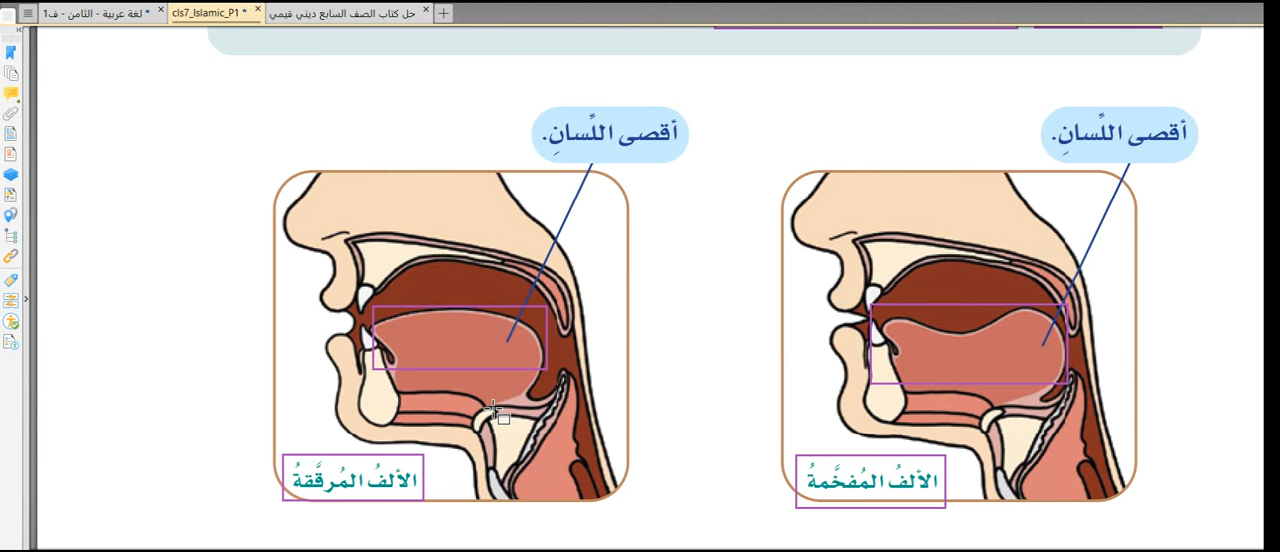 لغة عربية - الثامن - ف1 *
cls7_Islamic_P1 *
حل كتاب الصف السابع ديني قيمي
أقصى اللِّسانِ.
أقصى اللِّسانِ.
الألفُ المُفخَّمةُ
الألفُ المُرقَّقةُ